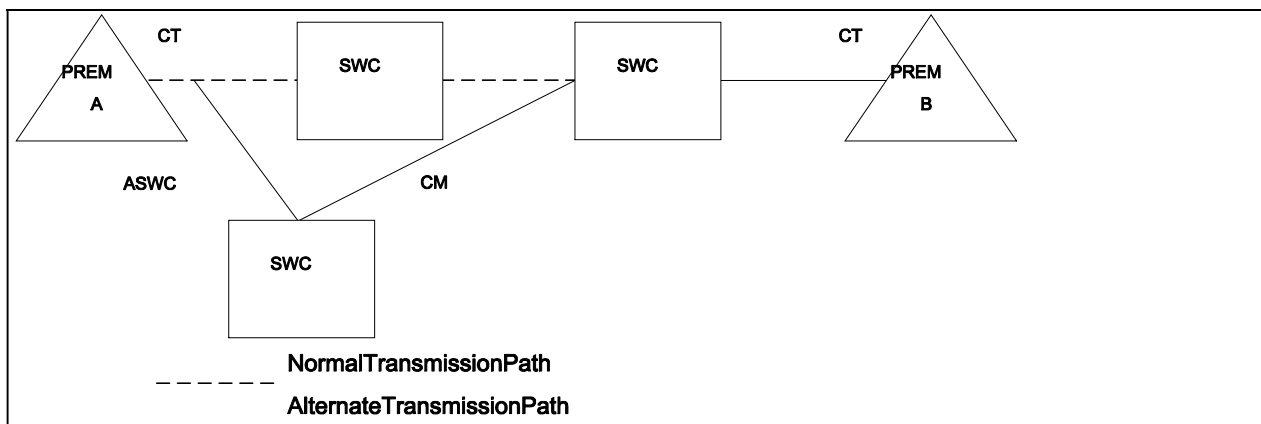 CT
CT
PREM
A
SWC
SWC
PREM
B
ASWC
CM
SWC
NormalTransmissionPath
AlternateTransmissionPath